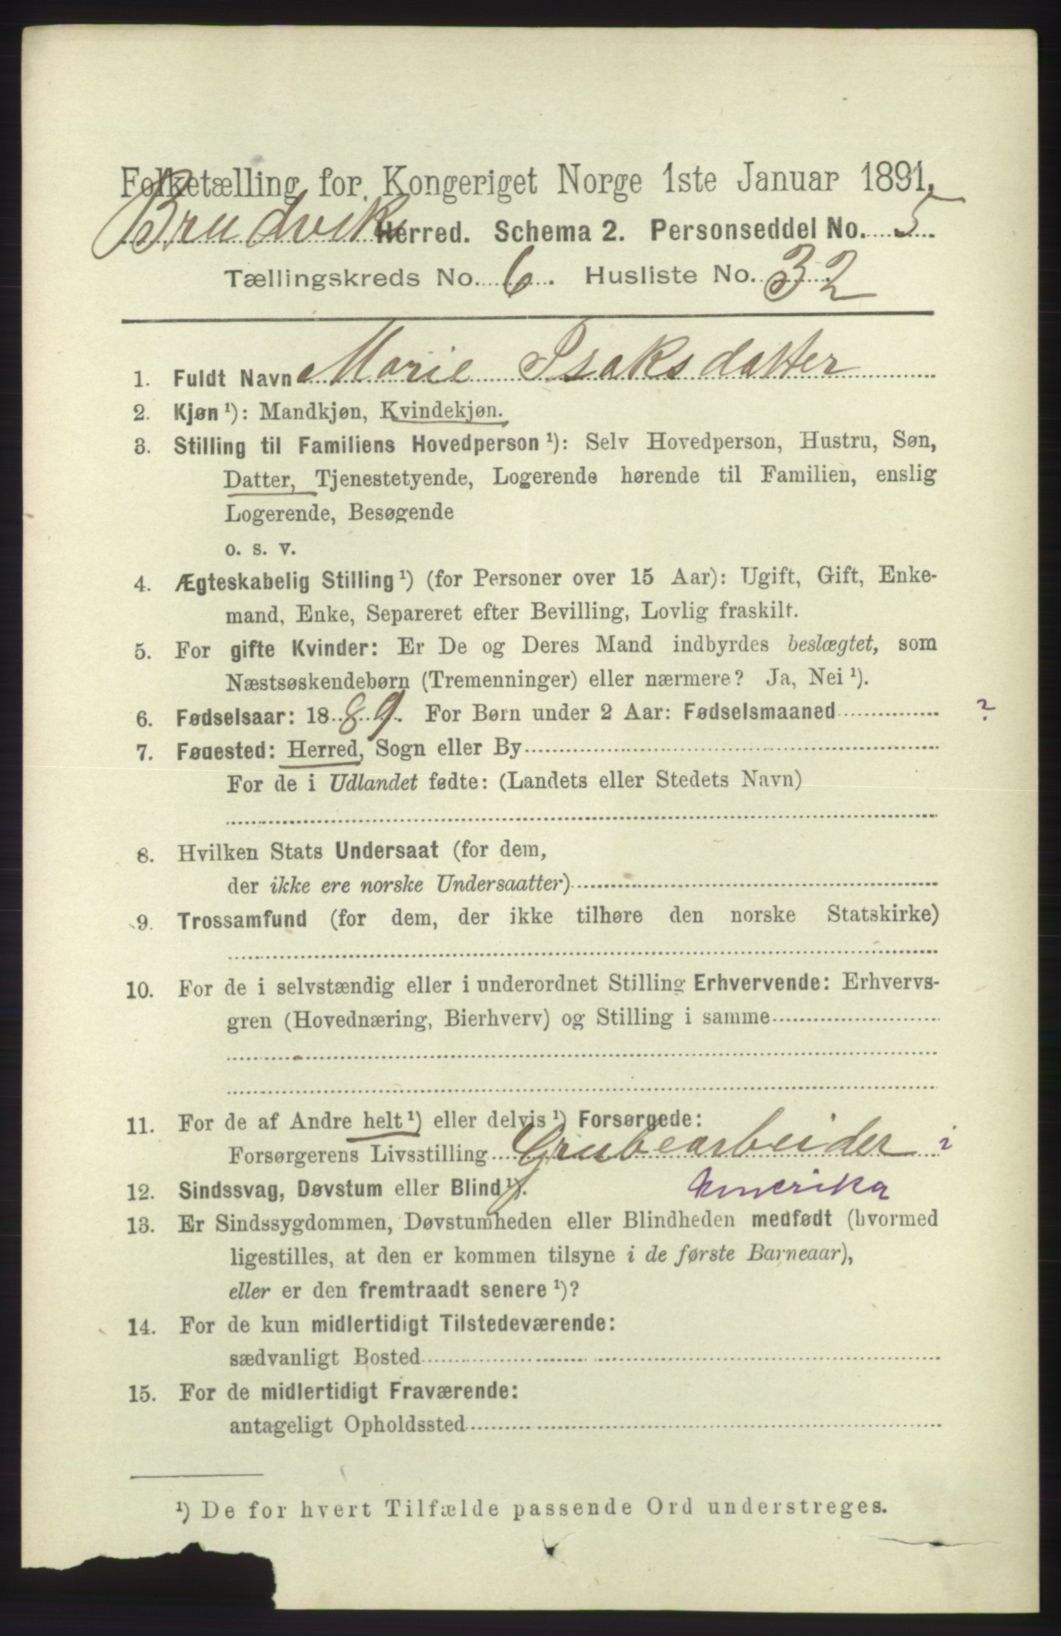 Folketælling for Kongeriget Norge 1ste Januar 1891.
Brudvik Herred. Schema 2. Personseddel No. 5
Tællingskreds No. 6. Husliste No. 32
1. Fuldt Navn Marie Isaksdatter
2. Kjøn ¹): Mandkjøn, Kvindekjøn.
3. Stilling til Familiens Hovedperson ¹): Selv Hovedperson, Hustru, Søn,
Datter, Tjenestetyende, Logerende hørende til Familien, enslig
Logerende, Besøgende
o. s. v.
4. Ægteskabelig Stilling ¹) (for Personer over 15 Aar): Ugift, Gift, Enke-
mand, Enke, Separeret efter Bevilling, Lovlig fraskilt.
5. For gifte Kvinder: Er De og Deres Mand indbyrdes beslægtet, som
Næstsøskendebørn (Tremenninger) eller nærmere? Ja, Nei ¹).
6. Fødselsaar: 1889. For Børn under 2 Aar: Fødselsmaaned ?
7. Fødested: Herred, Sogn eller By
For de i Udlandet fødte: (Landets eller Stedets Navn)
8. Hvilken Stats Undersaat (for dem,
der ikke ere norske Undersaatter)
9. Trossamfund (for dem, der ikke tilhøre den norske Statskirke)
10. For de i selvstændig eller i underordnet Stilling Erhvervende: Erhvervs-
gren (Hovednæring, Bierhverv) og Stilling i samme
11. For de af Andre helt ¹) eller delvis ¹) Forsørgede:
Forsørgerens Livsstilling Grubearbeider i
12. Sindssvag, Døvstum eller Blind ¹). Amerika
13. Er Sindssygdommen, Døvstumheden eller Blindheden medfødt (hvormed
ligestilles, at den er kommen tilsyne i de første Barneaar),
eller er den fremtraadt senere ¹)?
14. For de kun midlertidigt Tilstedeværende:
sædvanligt Bosted
15. For de midlertidigt Fraværende:
antageligt Opholdssted
¹) De for hvert Tilfælde passende Ord understreges.